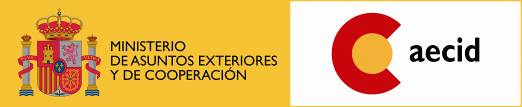 MINISTERIO
DE ASUNTOS EXTERIORES
Y DE COOPERACIÓN
aecid